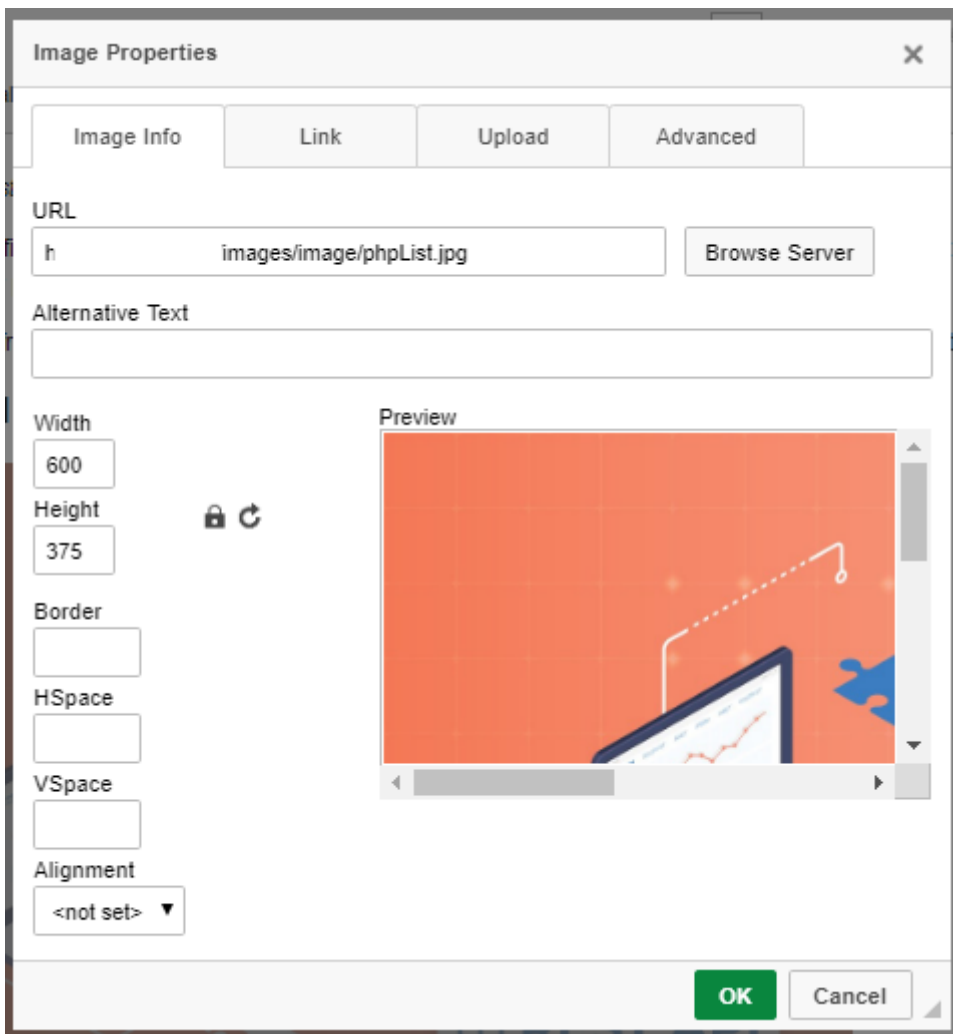 Image Properties
Image Info Link Upload Advanced
URL
h images/image/phpList.jpg Browse Server
Alternative Text
Width
600
Height
375
Border
HSpace
VSpace
Alignment
<not set>
Preview
OK Cancel